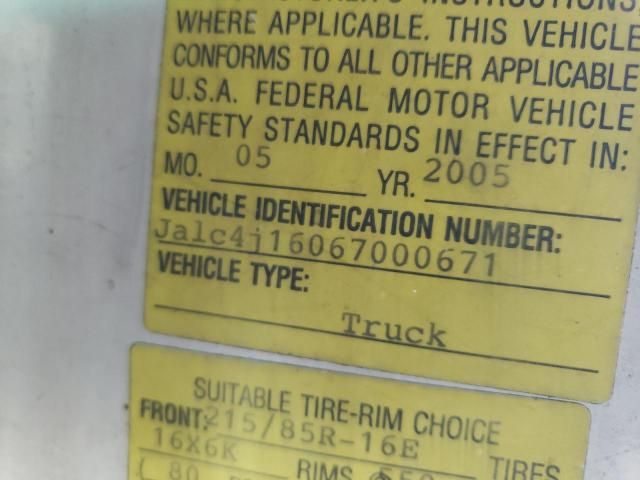 INSTRUCTIONS
WHERE APPLICABLE. THIS VEHICLE
CONFORMS TO ALL OTHER APPLICABLE
U.S.A. FEDERAL MOTOR VEHICLE
SAFETY STANDARDS IN EFFECT IN:
MO. 05 YR. 2005
VEHICLE IDENTIFICATION NUMBER:
Jalc4j16067000671
VEHICLE TYPE:
Truck
SUITABLE TIRE-RIM CHOICE
FRONT: 215/85R-16E TIRES
16X6K RIMS
80